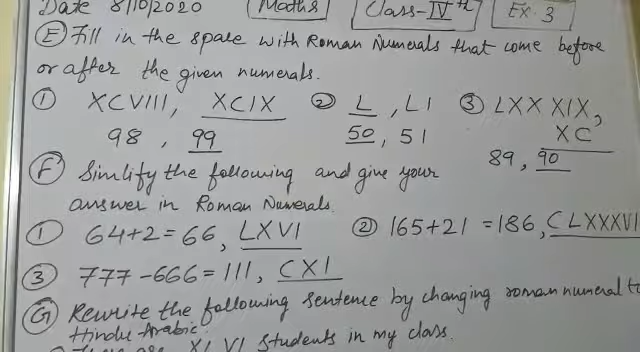 Date 8/10/2020 Maths Class-IVth Ex. 3
(E) Fill in the space with Roman Numerals that come before
or after the given numerals.
(1) XCVIII, XCIX (2) L, LI (3) LXXXIX,
XC
98, 99 50, 51 89, 90
(F) Simlify the following and give your
answer in Roman Numerals.
(1) 64+2=66, LXVI (2) 165+21=186, CLXXXVI
(3) 777-666=111, CXI
(G) Rewrite the following sentence by changing roman numeral to
Hindu-Arabic.
XLVI students in my class.